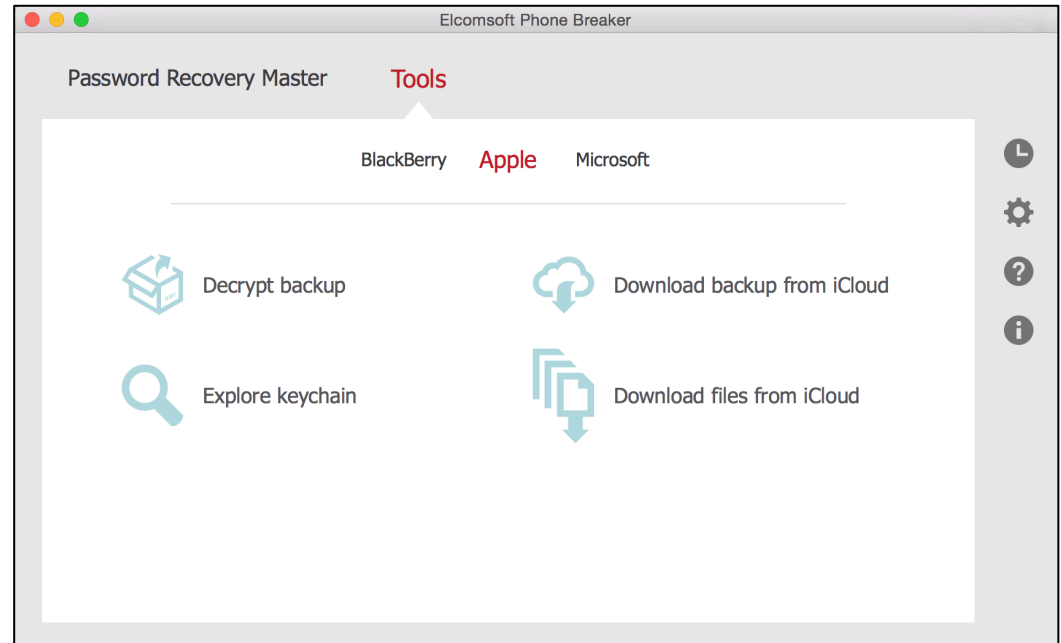 Elcomsoft Phone Breaker
Password Recovery Master Tools
BlackBerry Apple Microsoft
Decrypt backup Download backup from iCloud
Explore keychain Download files from iCloud